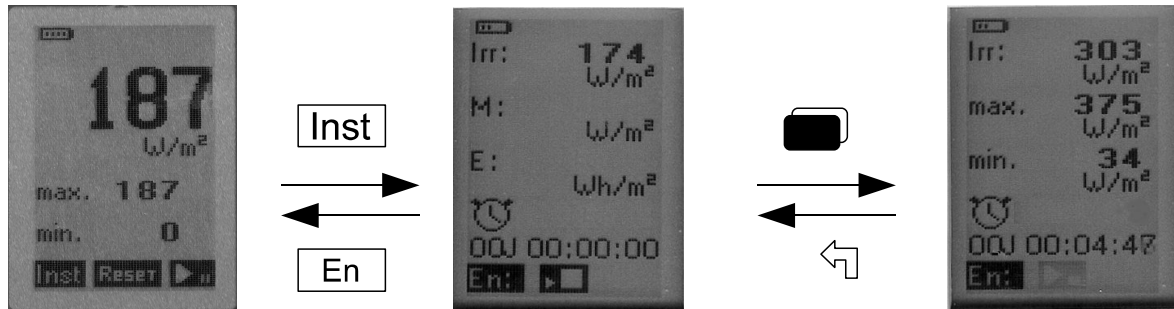 187
W/m²
max. 187
min. 0
Inst Reset
Inst
En
Irr: 174
W/m²
M:
W/m²
E:
Wh/m²
00J 00:00:00
En:
Irr: 303
W/m²
max. 375
W/m²
min. 34
W/m²
00J 00:04:47
En: